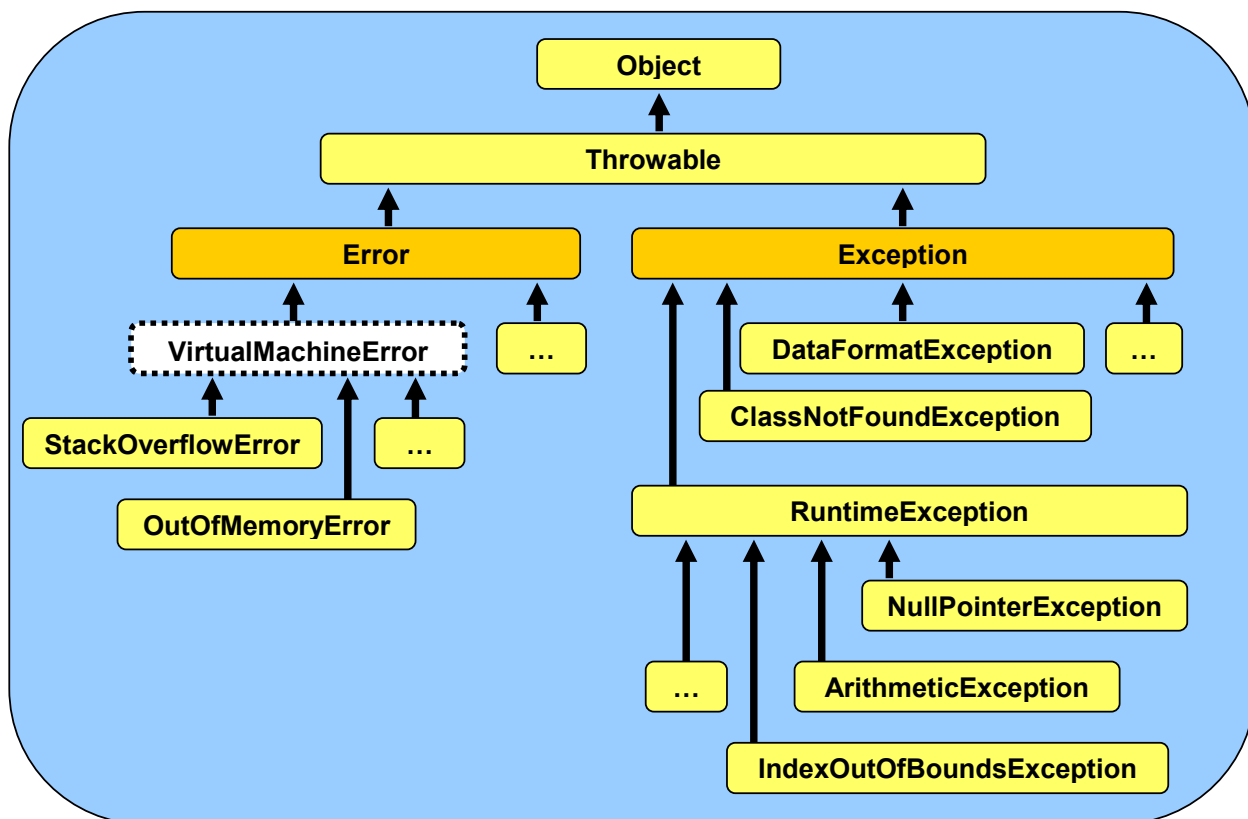 Object
Throwable
Error
Exception
VirtualMachineError
…
DataFormatException
…
StackOverflowError
…
ClassNotFoundException
OutOfMemoryError
RuntimeException
NullPointerException
…
ArithmeticException
IndexOutOfBoundsException